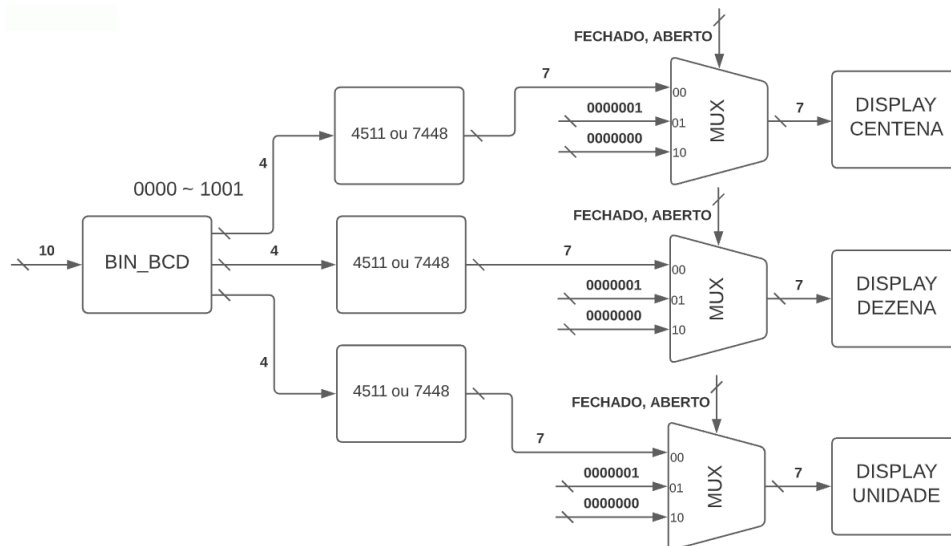 FECHADO, ABERTO
7
00
0000001
01
0000000
10
MUX
7
DISPLAY
CENTENA
4511 ou 7448
4
0000 ~ 1001
10
BIN_BCD
4
4511 ou 7448
7
FECHADO, ABERTO
00
0000001
01
0000000
10
MUX
7
DISPLAY
DEZENA
4
4511 ou 7448
7
FECHADO, ABERTO
00
0000001
01
0000000
10
MUX
7
DISPLAY
UNIDADE